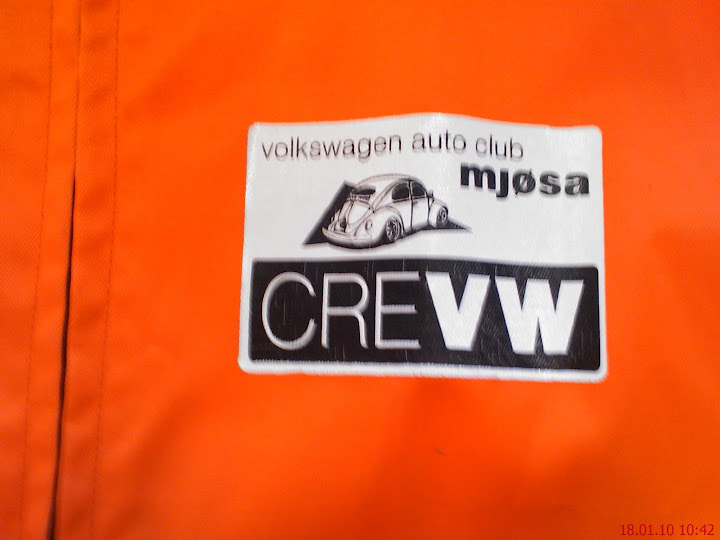 volkswagen auto club
mjøsa
CREVW
18.01.10 10:42